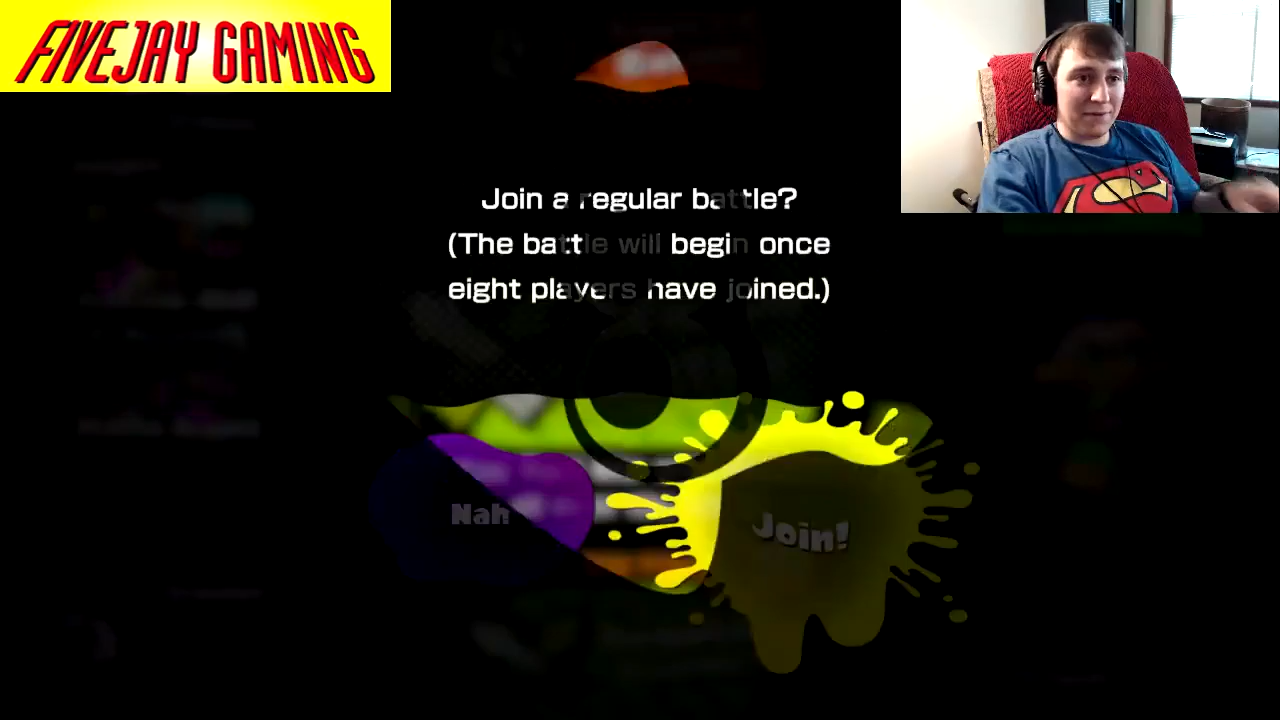 FIVEJAY GAMING
Join a regular battle?
(The battle will begin once
eight players have joined.)
Nah
Join!